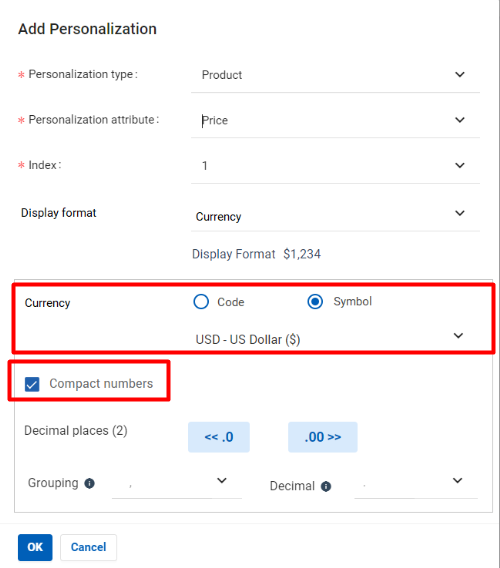 Add Personalization
* Personalization type : Product
* Personalization attribute : Price
* Index : 1
Display format Currency
Display Format $1,234
Currency Code Symbol
USD - US Dollar ($)
Compact numbers
Decimal places (2) << .0 .00 >>
Grouping , Decimal .
OK Cancel